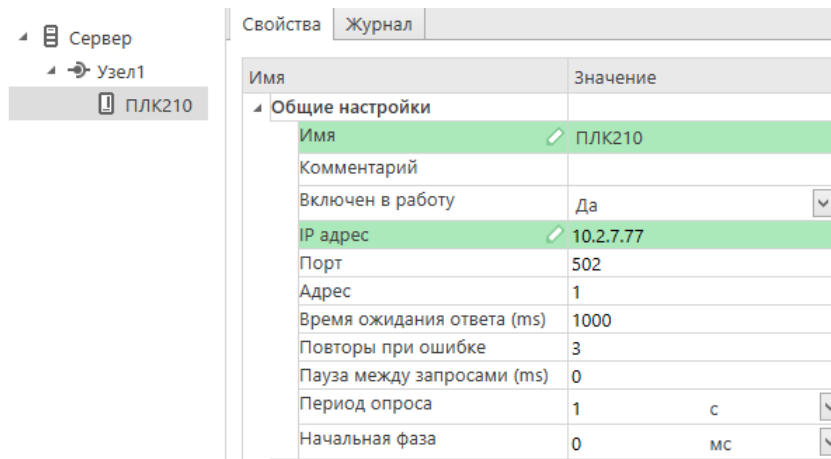 Сервер
Узел1
ПЛК210
Свойства Журнал
Имя Значение
Общие настройки
Имя ПЛК210
Комментарий
Включен в работу Да
IP адрес 10.2.7.77
Порт 502
Адрес 1
Время ожидания ответа (ms) 1000
Повторы при ошибке 3
Пауза между запросами (ms) 0
Период опроса 1 с
Начальная фаза 0 мс